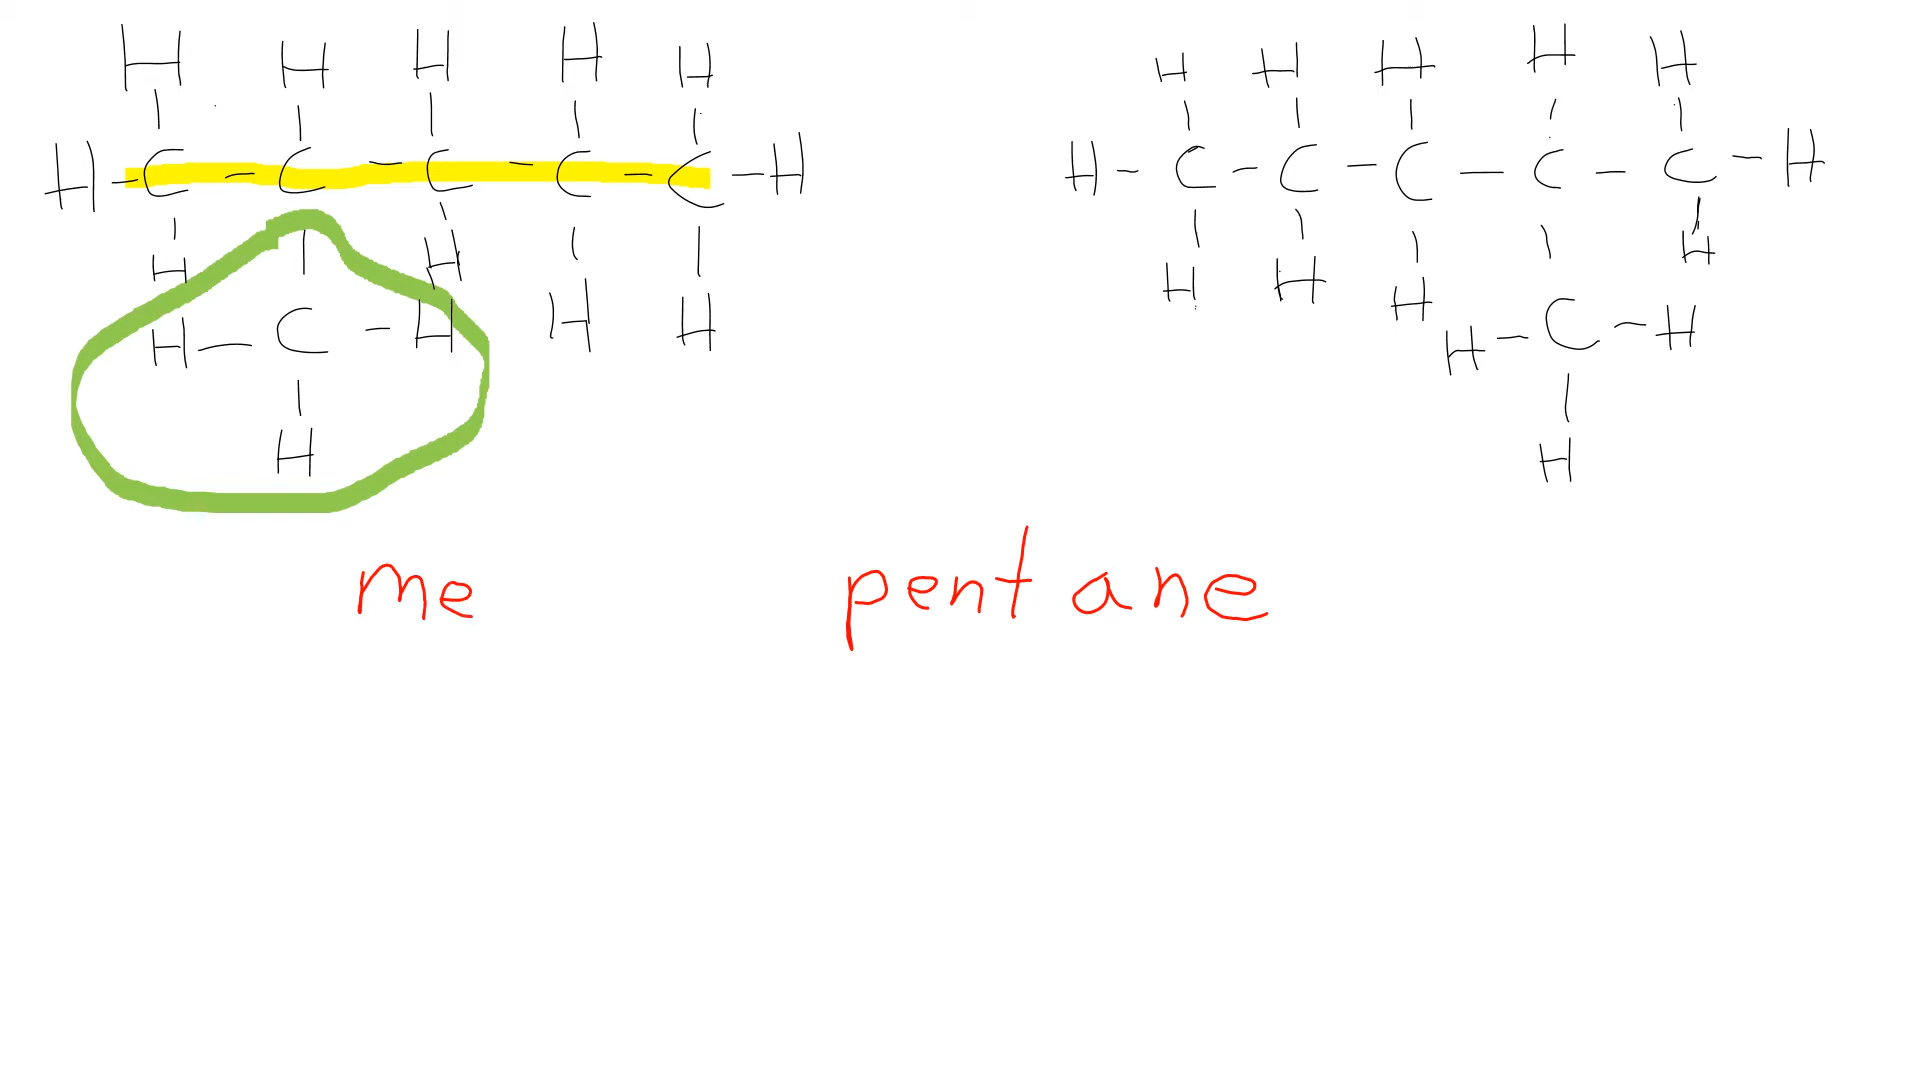 H H H H H H H H H H
H - C - C - C - C - C - H H - C - C - C - C - C - H
H H H H H H H H
H - C - H H - C - H
H H
me pentane